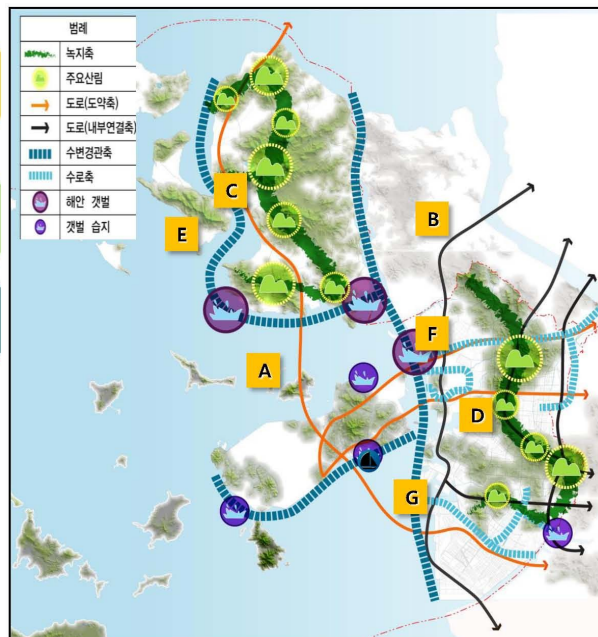 범례
녹지축
주요산림
도로(도약축)
도로(내부연결축)
수변경관축
수로축
해안 갯벌
갯벌 습지
C
B
E
F
A
D
G